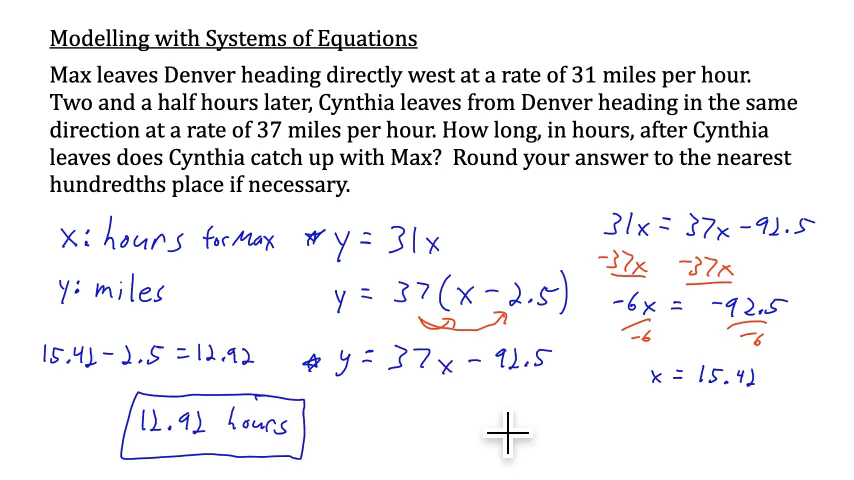 Modelling with Systems of Equations
Max leaves Denver heading directly west at a rate of 31 miles per hour.
Two and a half hours later, Cynthia leaves from Denver heading in the same
direction at a rate of 37 miles per hour. How long, in hours, after Cynthia
leaves does Cynthia catch up with Max? Round your answer to the nearest
hundredths place if necessary.
x: hours for Max
y: miles
15.42 - 2.5 = 12.92
12.92 hours
* y = 31x
y = 37(x - 2.5)
* y = 37x - 92.5
31x = 37x - 92.5
-37x -37x
-6x = -92.5
-6 -6
x = 15.42